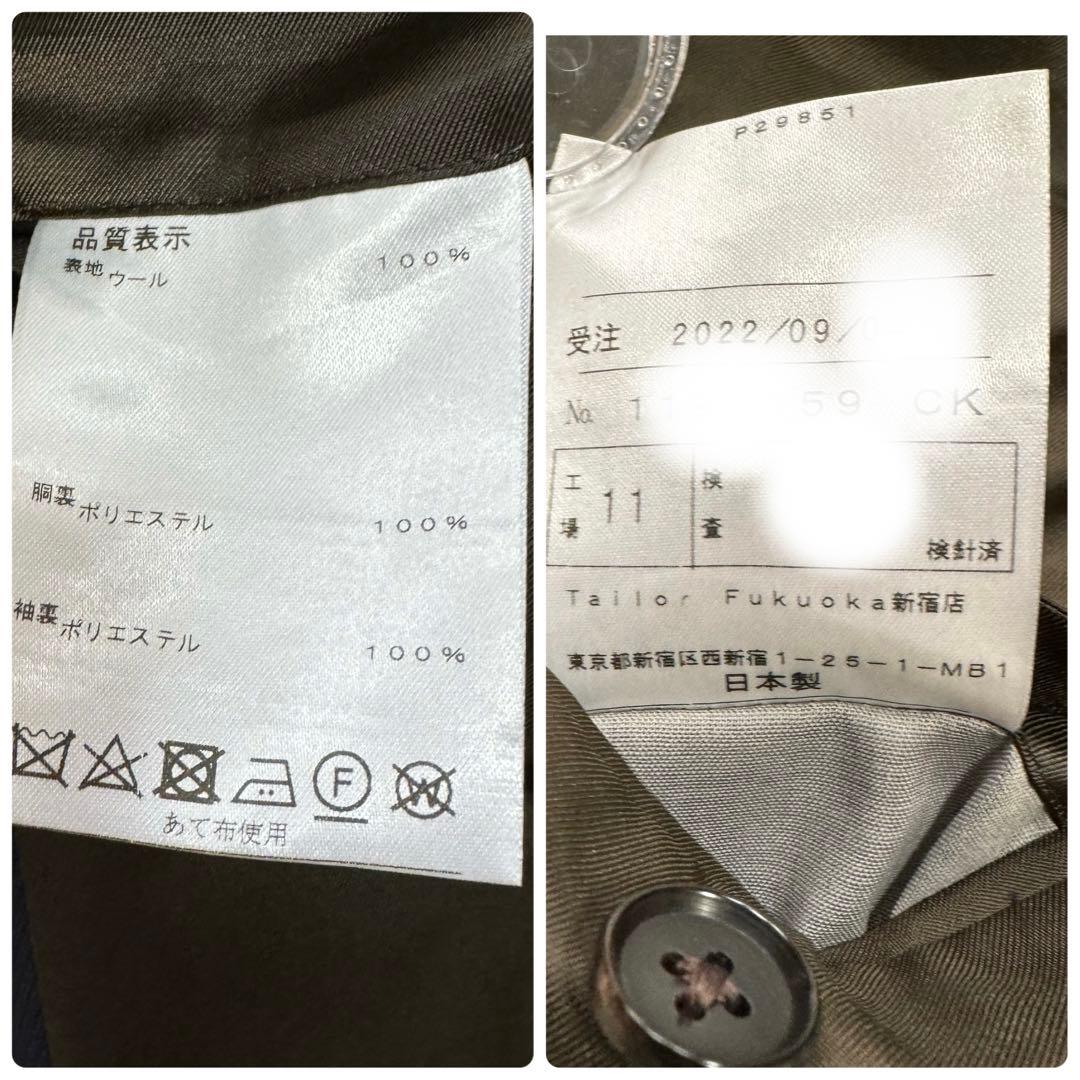 品質表示
表地 ウール 100%
胴裏 ポリエステル 100%
袖裏 ポリエステル 100%
F
W
あて布使用
P29851
受注 2022/09/
No. 1 59 CK
工場 11 検査
検針済
Tailor Fukuoka新宿店
東京都新宿区西新宿1-25-1-MB1
日本製